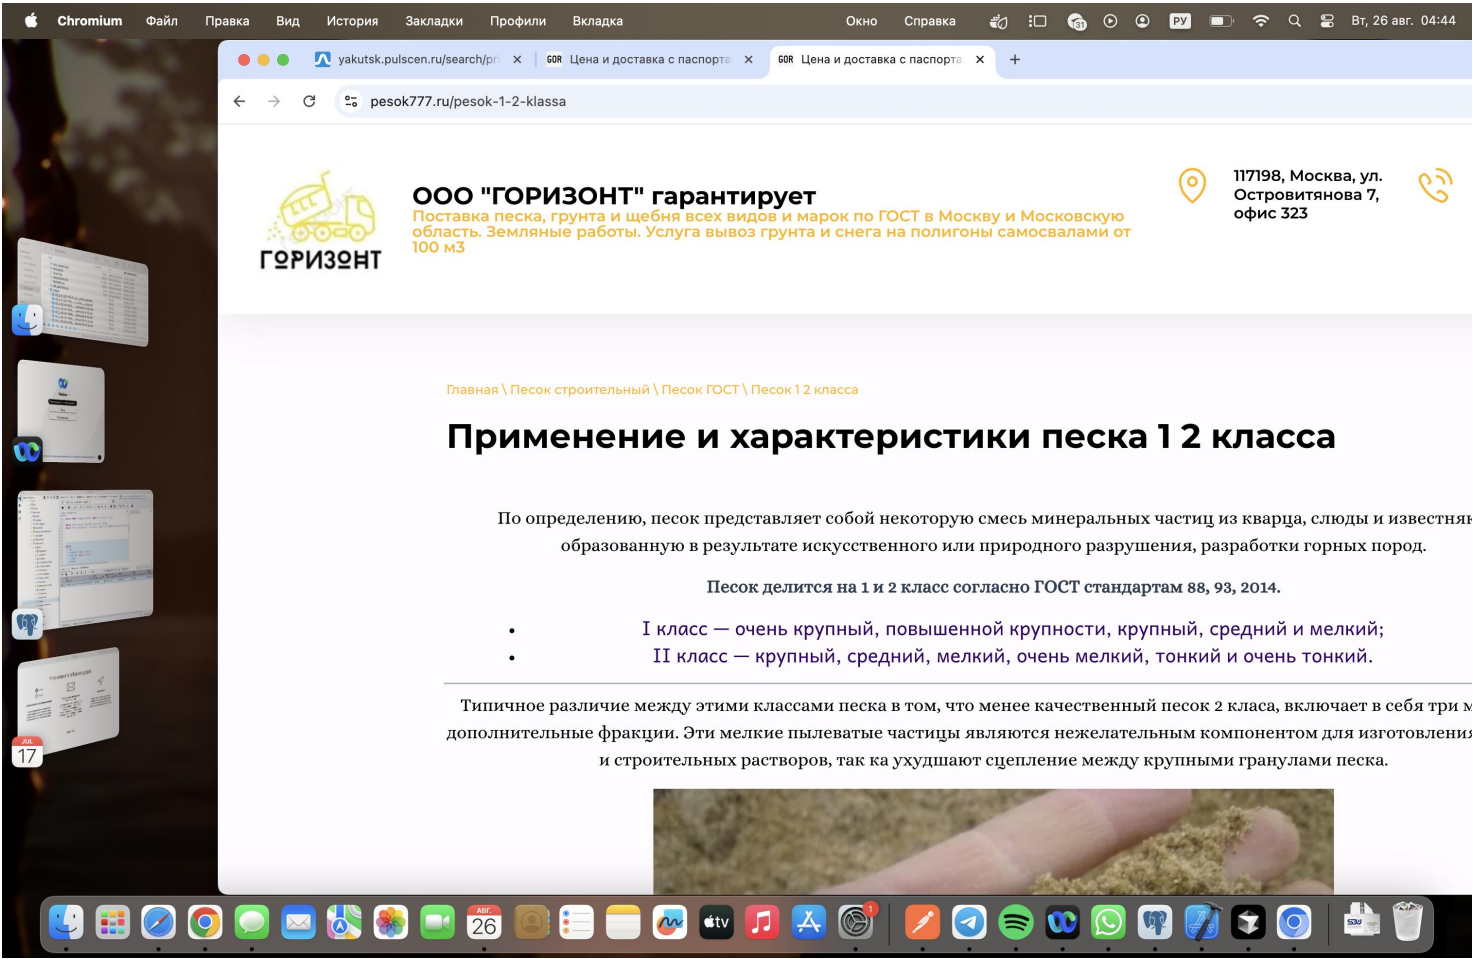 Chromium Файл Правка Вид История Закладки Профили Вкладка Окно Справка РУ Вт, 26 авг. 04:44
yakutsk.pulscen.ru/search/pri GOR Цена и доставка с паспорта GOR Цена и доставка с паспорта
pesok777.ru/pesok-1-2-klassa
ГОРИЗОНТ
ООО "ГОРИЗОНТ" гарантирует
Поставка песка, грунта и щебня всех видов и марок по ГОСТ в Москву и Московскую
область. Земляные работы. Услуга вывоз грунта и снега на полигоны самосвалами от
100 м3
117198, Москва, ул.
Островитянова 7,
офис 323
Главная \ Песок строительный \ Песок ГОСТ \ Песок 1 2 класса
Применение и характеристики песка 1 2 класса
По определению, песок представляет собой некоторую смесь минеральных частиц из кварца, слюды и известняк
образованную в результате искусственного или природного разрушения, разработки горных пород.
Песок делится на 1 и 2 класс согласно ГОСТ стандартам 88, 93, 2014.
• I класс — очень крупный, повышенной крупности, крупный, средний и мелкий;
• II класс — крупный, средний, мелкий, очень мелкий, тонкий и очень тонкий.
Типичное различие между этими классами песка в том, что менее качественный песок 2 класа, включает в себя три м
дополнительные фракции. Эти мелкие пылеватые частицы являются нежелательным компонентом для изготовления
и строительных растворов, так ка ухудшают сцепление между крупными гранулами песка.
JUL
17
АВГ.
26
tv
1